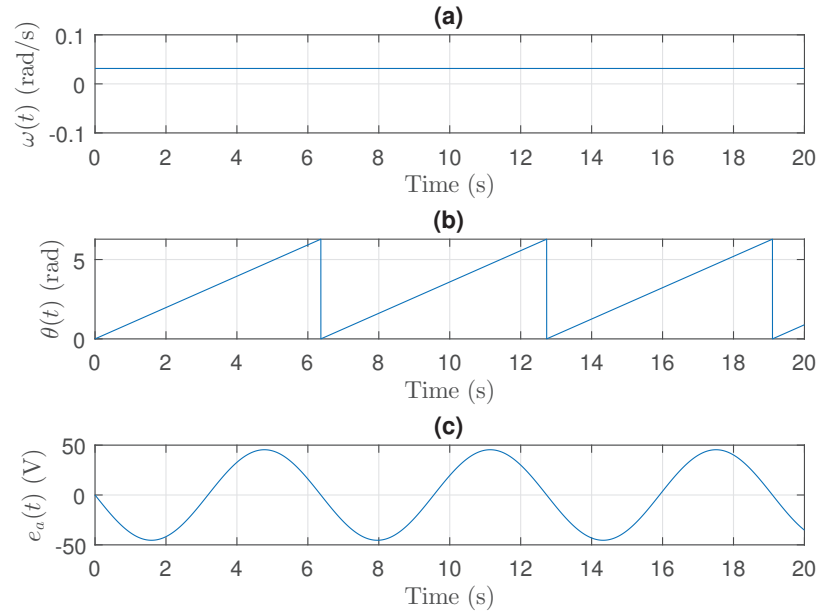 (a)
0.1
0
-0.1
ω(t) (rad/s)
0 2 4 6 8 10 12 14 16 18 20
Time (s)
(b)
5
0
θ(t) (rad)
0 2 4 6 8 10 12 14 16 18 20
Time (s)
(c)
50
0
-50
e_a(t) (V)
0 2 4 6 8 10 12 14 16 18 20
Time (s)